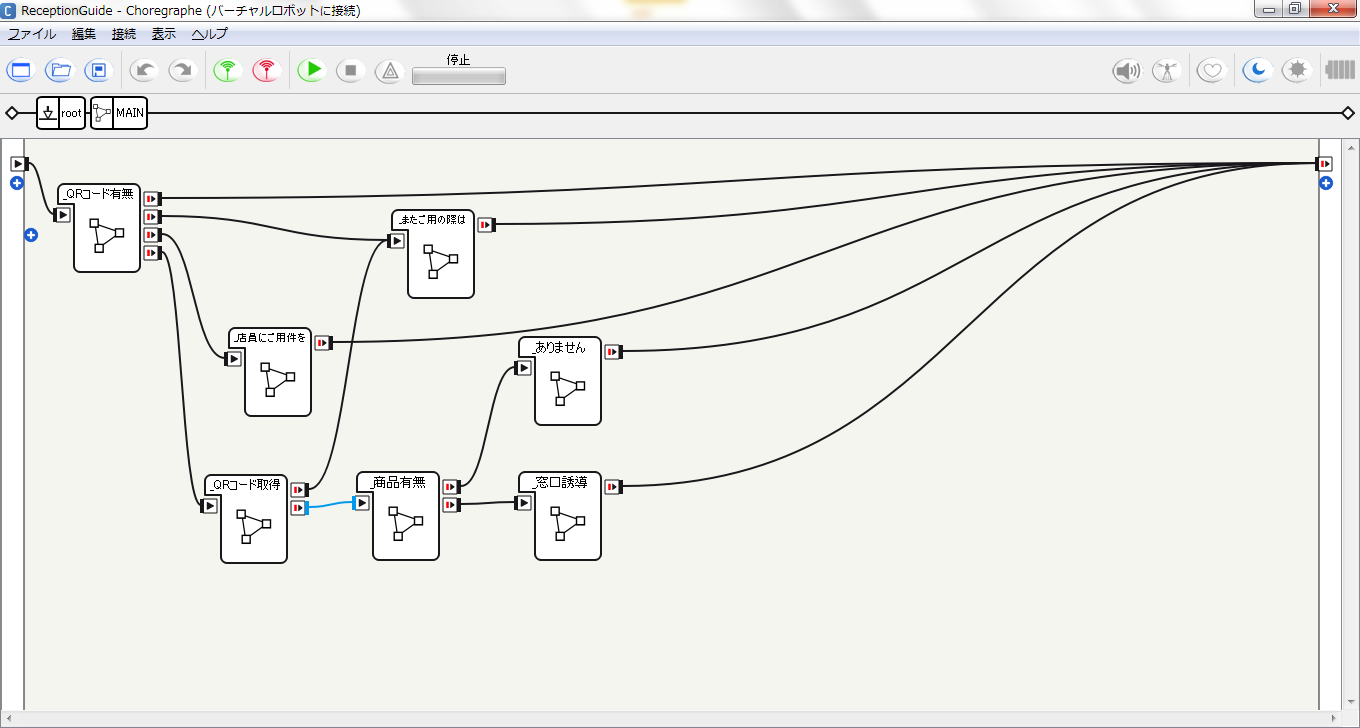 ReceptionGuide - Choregraphe (バーチャルロボットに接続)
ファイル 編集 接続 表示 ヘルプ
停止
root MAIN
_QRコード有無
_またご用の際は
_店員にご用件を
_ありません
_QRコード取得
_商品有無
_窓口誘導